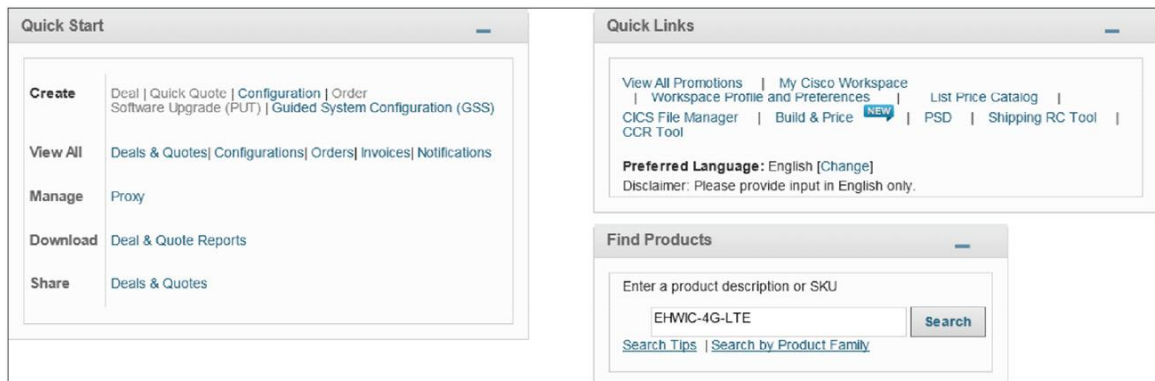 Quick Start
Create Deal | Quick Quote | Configuration | Order
Software Upgrade (PUT) | Guided System Configuration (GSS)
View All Deals & Quotes| Configurations| Orders| Invoices| Notifications
Manage Proxy
Download Deal & Quote Reports
Share Deals & Quotes
Quick Links
View All Promotions | My Cisco Workspace
| Workspace Profile and Preferences | List Price Catalog |
CICS File Manager | Build & Price NEW | PSD | Shipping RC Tool |
CCR Tool
Preferred Language: English [Change]
Disclaimer: Please provide input in English only.
Find Products
Enter a product description or SKU
EHWIC-4G-LTE Search
Search Tips | Search by Product Family